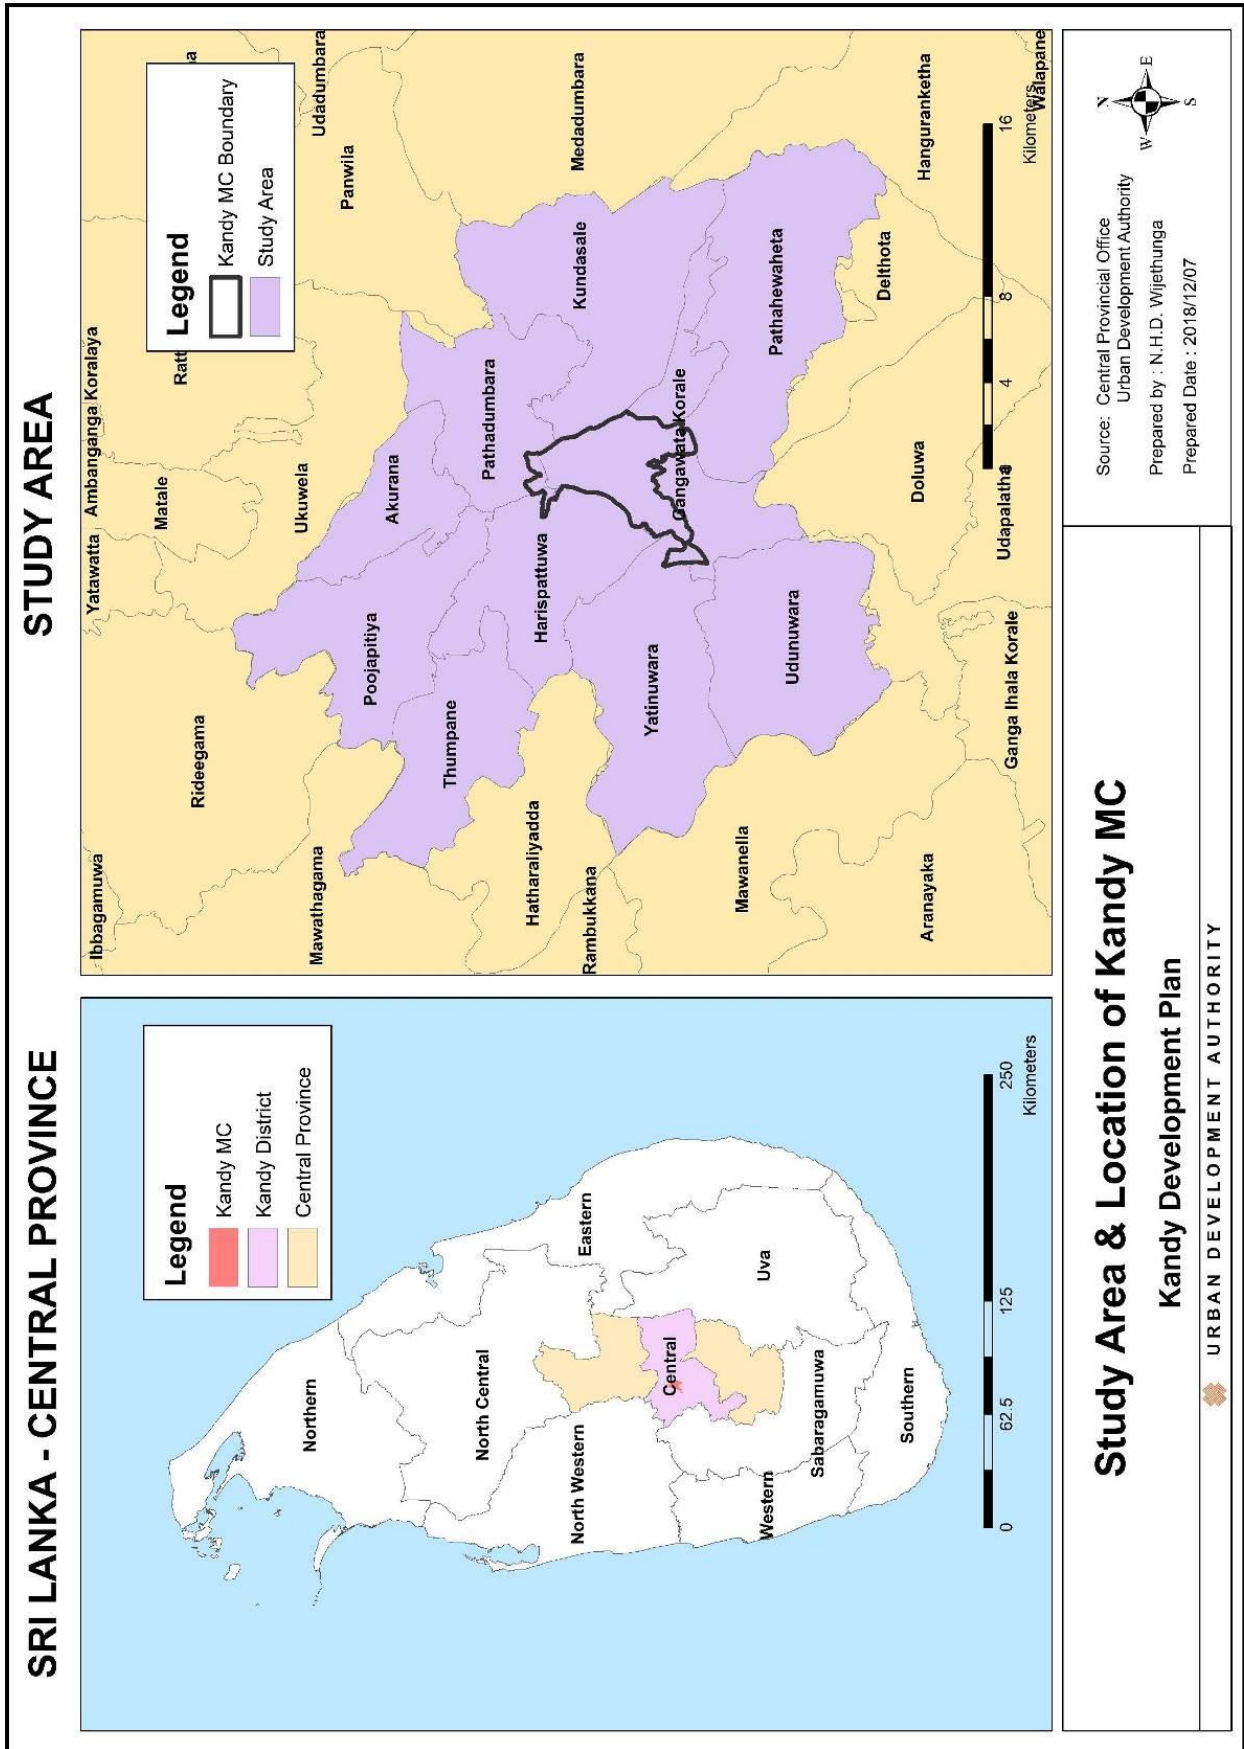 SRI LANKA - CENTRAL PROVINCE
Legend
Kandy MC
Kandy District
Central Province
Northern
North Central
Eastern
North Western
Central
Uva
Western
Sabaragamuwa
Southern
0
62.5
125
250
Kilometers
STUDY AREA
Legend
Kandy MC Boundary
Study Area
Ibbagamuwa
Yatawatta
Ambanganga Koralaya
Matale
Ratt
a
Rideegama
Ukuwela
Udadumbara
Mawathagama
Panwila
Poojapitiya
Akurana
Thumpane
Pathadumbara
Hatharaliyadda
Harispattuwa
Kundasale
Medadumbara
Rambukkana
Yatinuwara
Gangawata Korale
Mawanella
Udunuwara
Pathahewaheta
Delthota
Aranayaka
Doluwa
Hanguranketha
Ganga Ihala Korale
Udapalatha
Walapane
4
8
16
Kilometers
Study Area & Location of Kandy MC
Kandy Development Plan
URBAN DEVELOPMENT AUTHORITY
Source: Central Provincial Office
Urban Development Authority
Prepared by : N.H.D. Wijethunga
Prepared Date : 2018/12/07
N
W
E
S